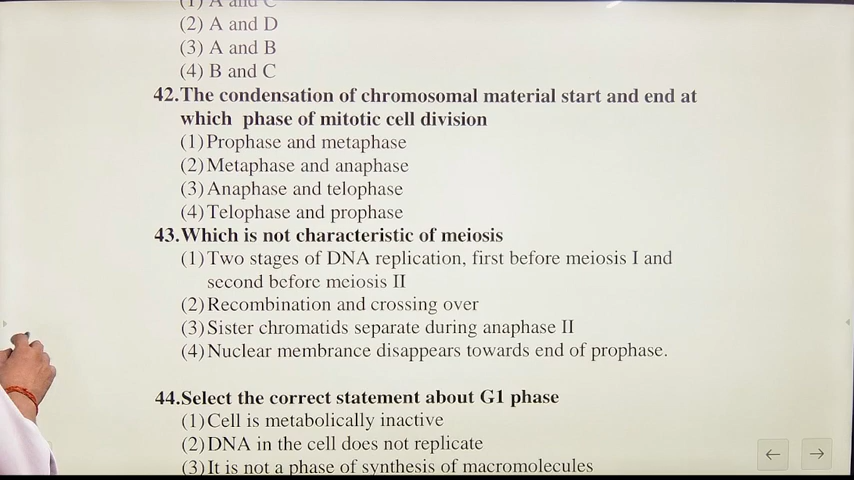 (1) A and C
(2) A and D
(3) A and B
(4) B and C
42.The condensation of chromosomal material start and end at
which phase of mitotic cell division
(1)Prophase and metaphase
(2)Metaphase and anaphase
(3)Anaphase and telophase
(4)Telophase and prophase
43.Which is not characteristic of meiosis
(1)Two stages of DNA replication, first before meiosis I and
second before meiosis II
(2)Recombination and crossing over
(3)Sister chromatids separate during anaphase II
(4)Nuclear membrance disappears towards end of prophase.
44.Select the correct statement about G1 phase
(1)Cell is metabolically inactive
(2)DNA in the cell does not replicate
(3)It is not a phase of synthesis of macromolecules